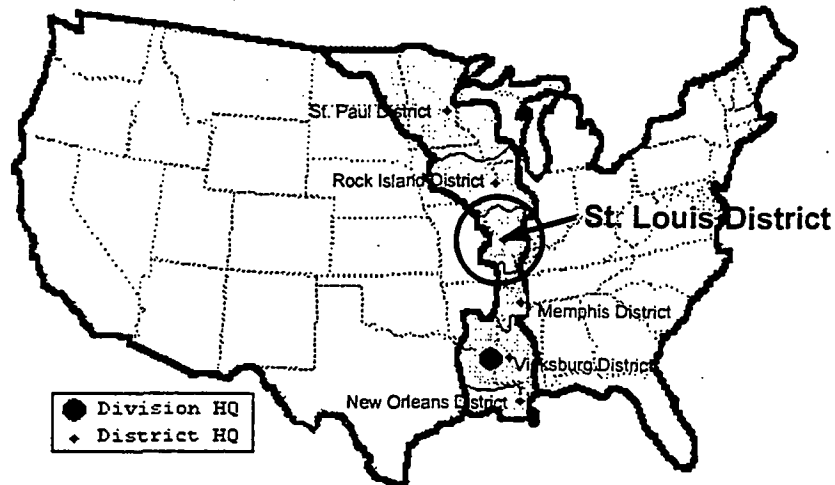 St. Paul District
Rock Island District
St. Louis District
Memphis District
Vicksburg District
New Orleans District
Division HQ
District HQ